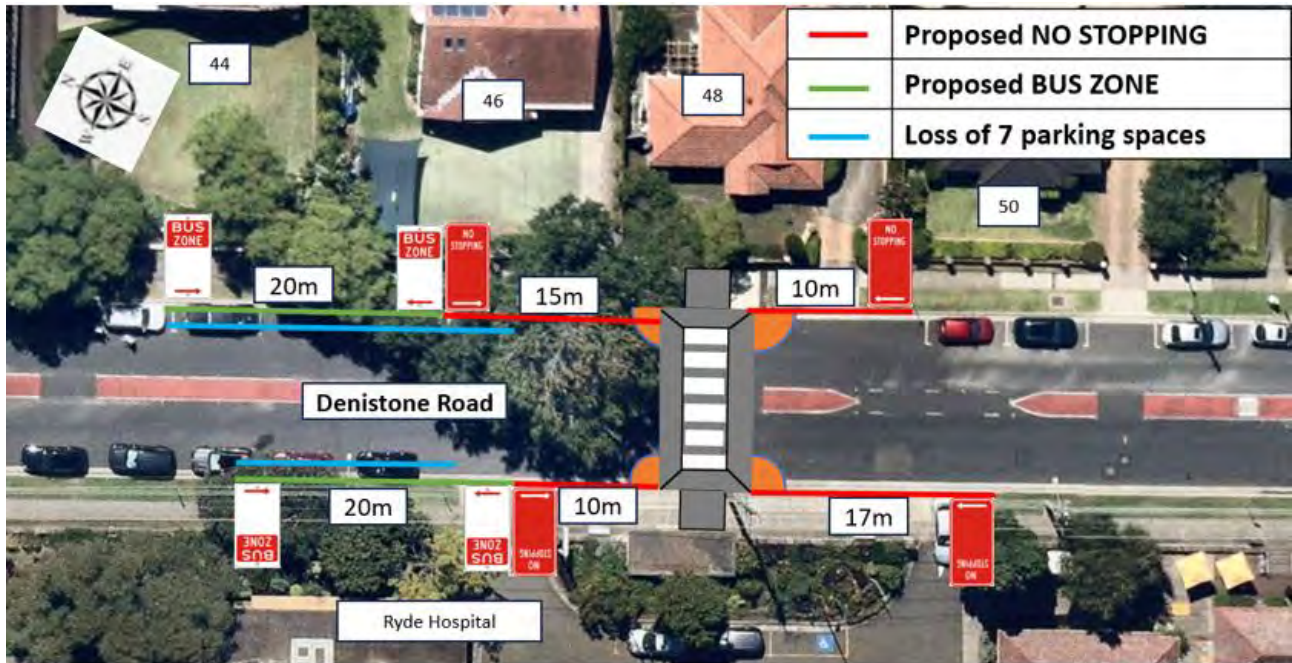 Proposed NO STOPPING
Proposed BUS ZONE
Loss of 7 parking spaces
N
E
S
W
44
46
48
50
BUS
ZONE
BUS
ZONE
NO
STOPPING
NO
STOPPING
20m
15m
10m
Denistone Road
20m
10m
17m
BUS
ZONE
BUS
ZONE
NO
STOPPING
NO
STOPPING
Ryde Hospital